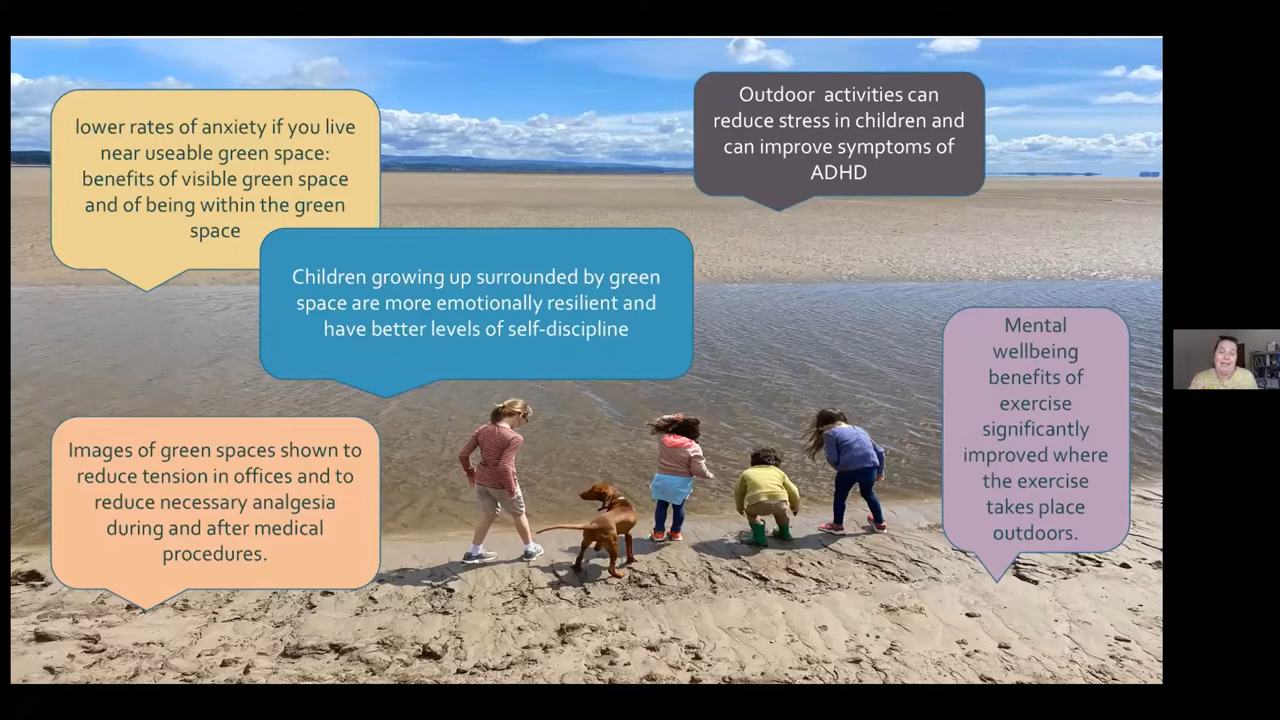 lower rates of anxiety if you live
near useable green space:
benefits of visible green space
and of being within the green
space
Outdoor activities can
reduce stress in children and
can improve symptoms of
ADHD
Children growing up surrounded by green
space are more emotionally resilient and
have better levels of self-discipline
Mental
wellbeing
benefits of
exercise
significantly
improved where
the exercise
takes place
outdoors.
Images of green spaces shown to
reduce tension in offices and to
reduce necessary analgesia
during and after medical
procedures.